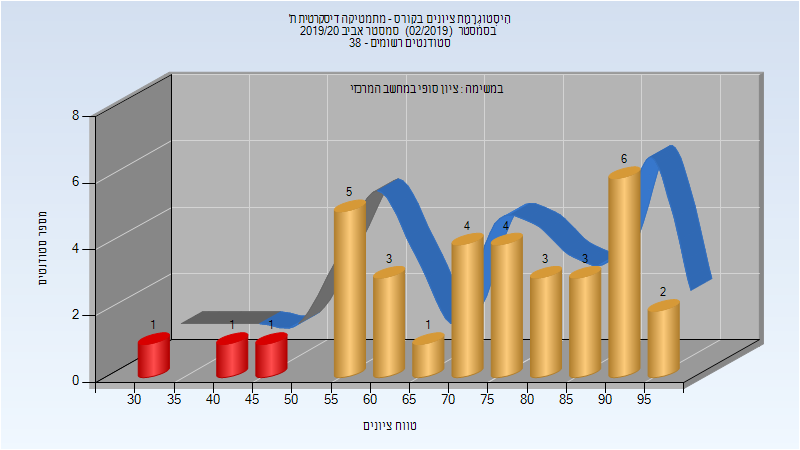 היסטוגרמת ציונים בקורס - מתמטיקה דיסקרטית ת'
בסמסטר (02/2019) סמסטר אביב 2019/20
סטודנטים רשומים - 38
במשימה : ציון סופי במחשב המרכזי
מספר סטודנטים
8
6
4
2
0
1
1
1
5
3
1
4
4
3
3
6
2
30 35 40 45 50 55 60 65 70 75 80 85 90 95
טווח ציונים